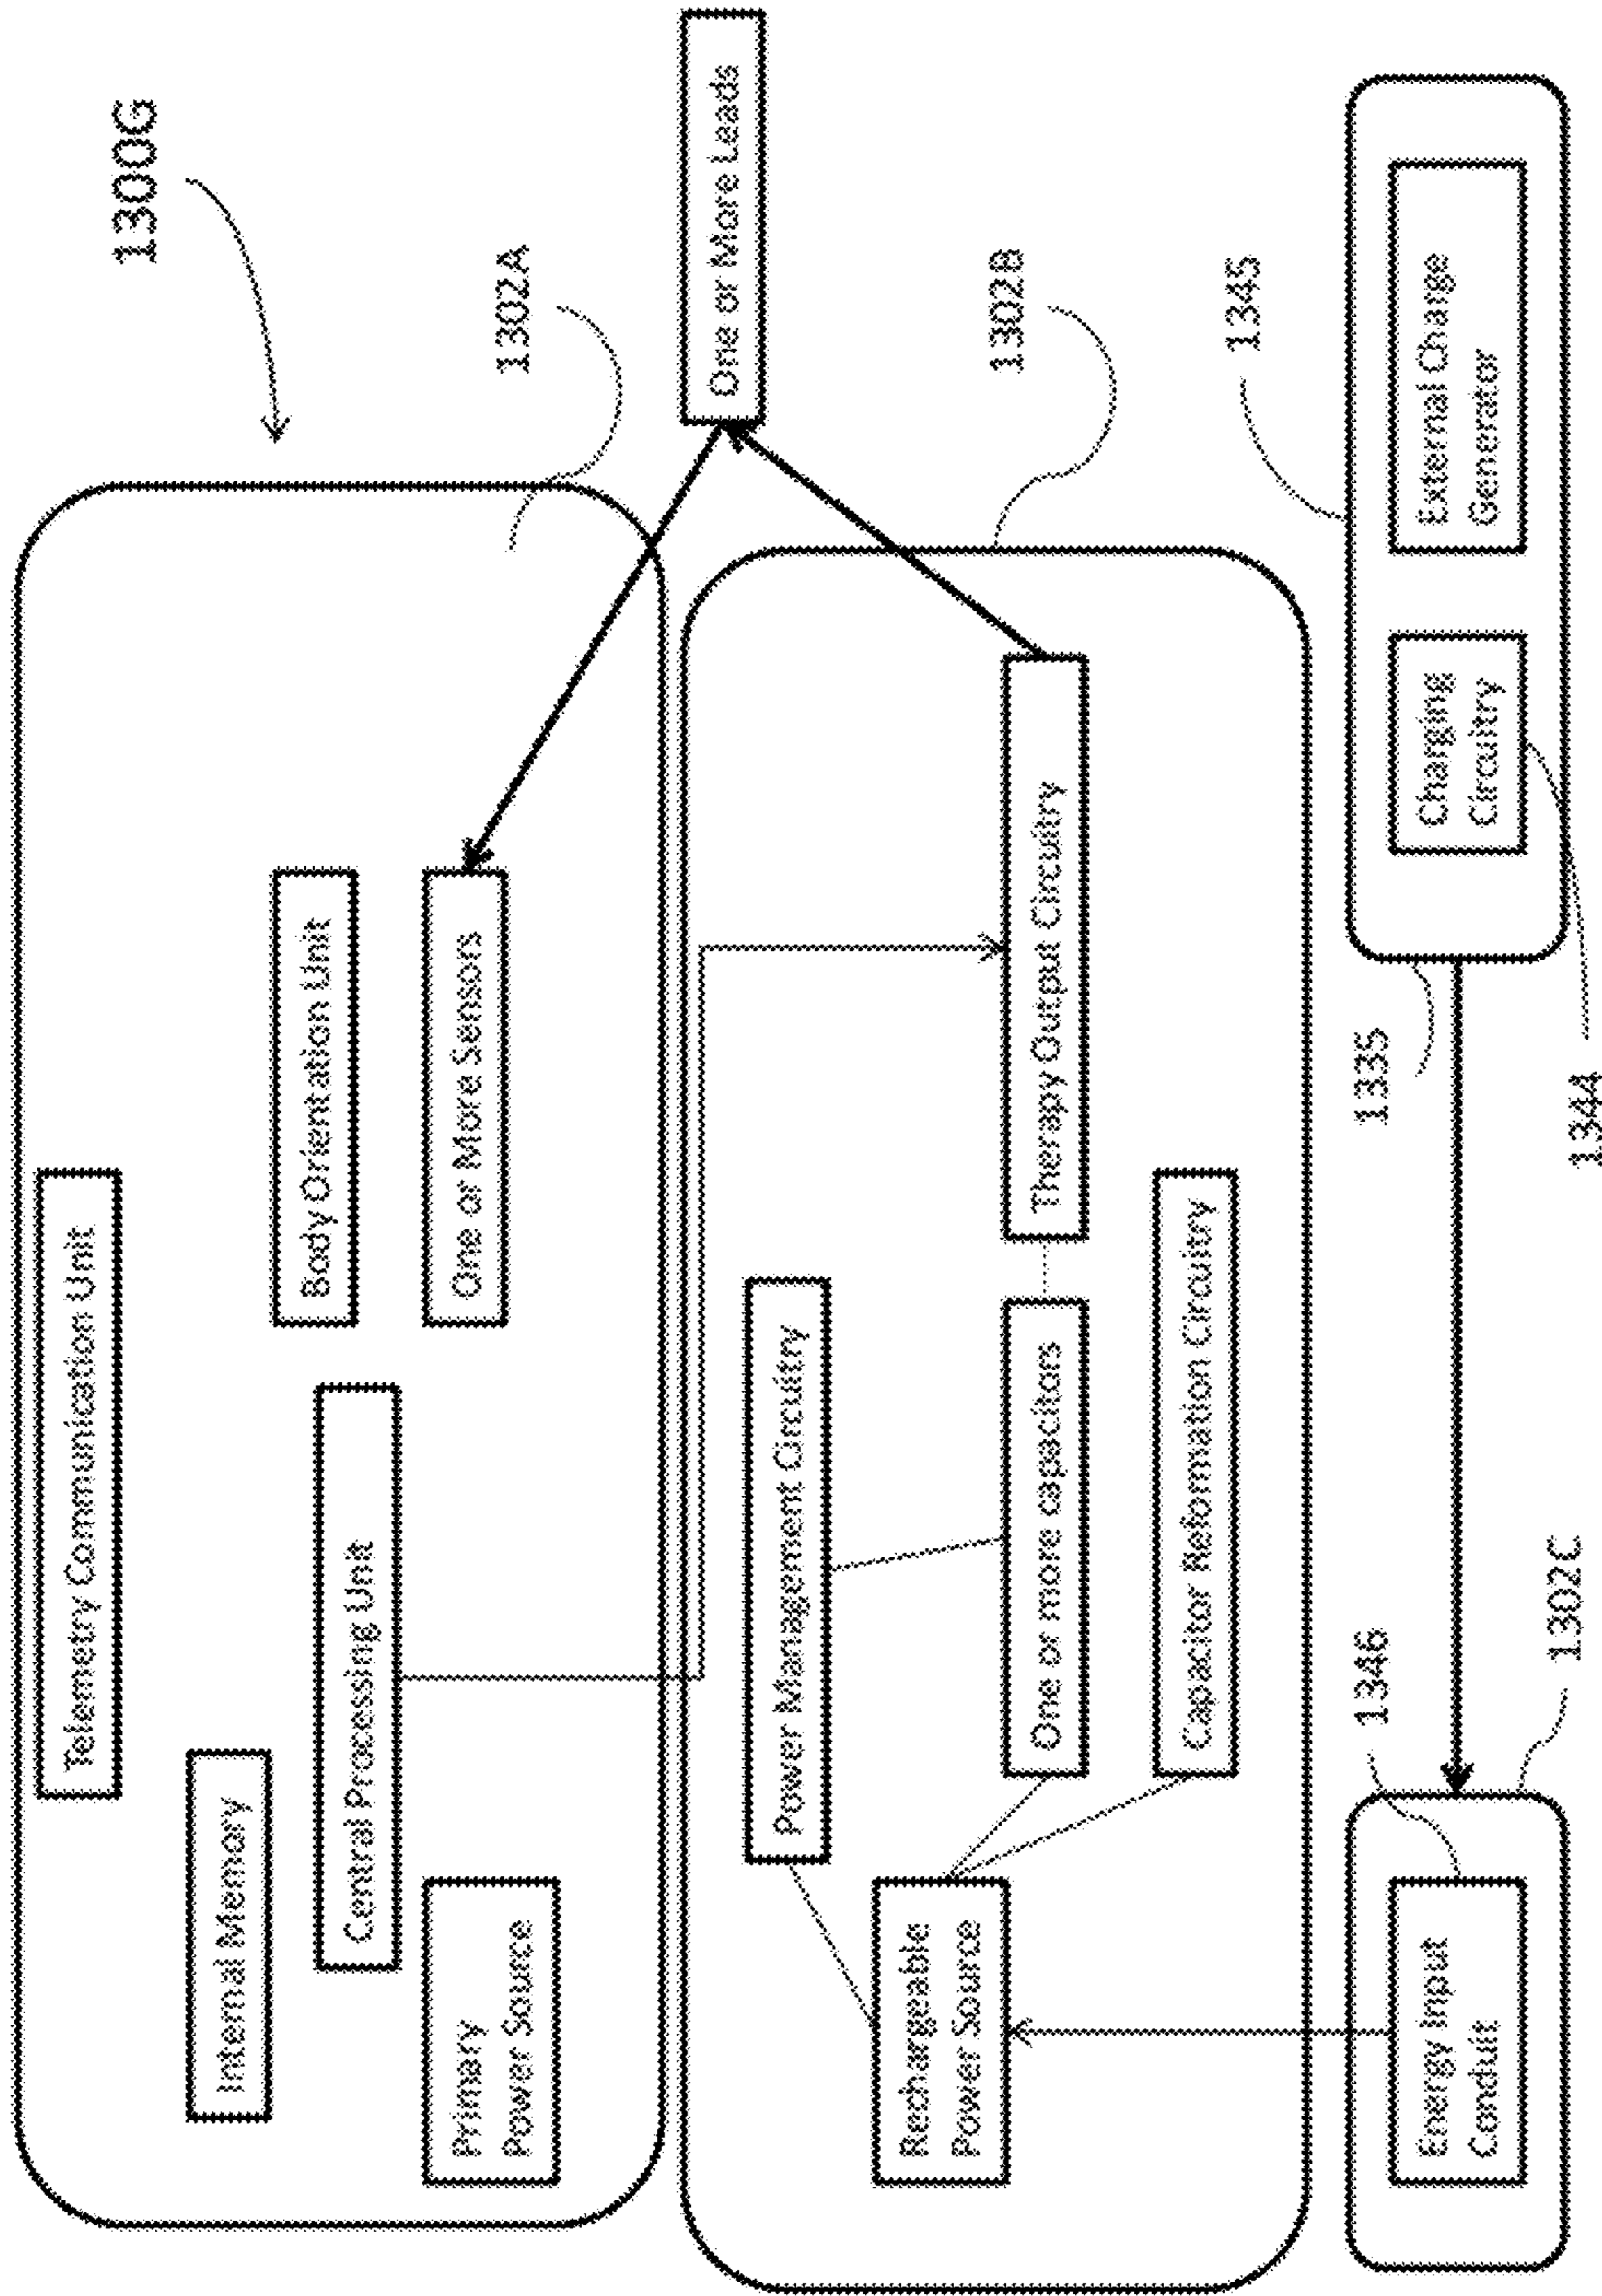 1300G
Telemetry Communication Unit
Internal Memory
Body Orientation Unit
Central Processing Unit
1302A
Primary
Power Source
One or More Sensors
One or More Leads
Power Management Circuitry
Rechargeable
Power Source
1302B
One or more capacitors
Therapy Output Circuitry
Capacitor Reformation Circuitry
1345
1346
1335
Energy Input
Conduit
Charging
Circuitry
External Charge
Generator
1302C
1344